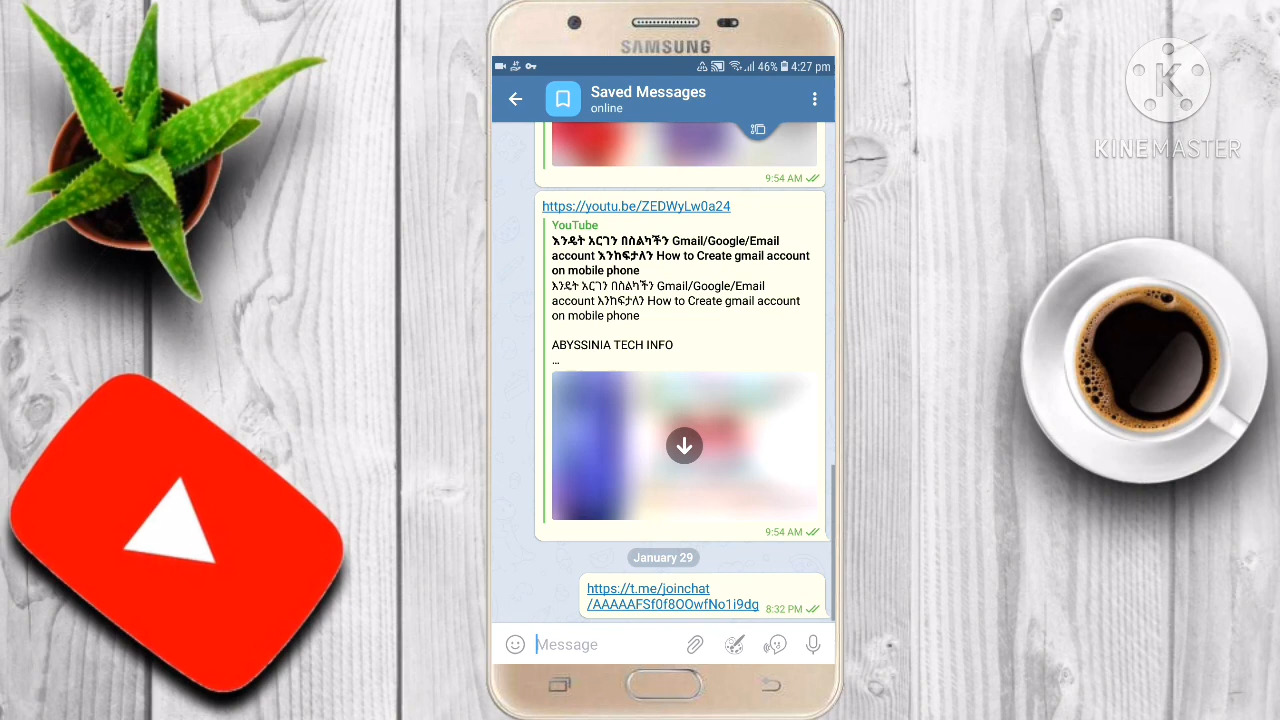 SAMSUNG
46% 4:27 pm
Saved Messages
online
KINEMASTER
9:54 AM
https://youtu.be/ZEDWyLw0a24
YouTube
እንዴት አርገን በስልካችን Gmail/Google/Email
account እንከፍታለን How to Create gmail account
on mobile phone
እንዴት አርገን በስልካችን Gmail/Google/Email
account እንከፍታለን How to Create gmail account
on mobile phone
ABYSSINIA TECH INFO
...
9:54 AM
January 29
https://t.me/joinchat
/AAAAAFSf0f8OOwfNo1i9dg
8:32 PM
Message